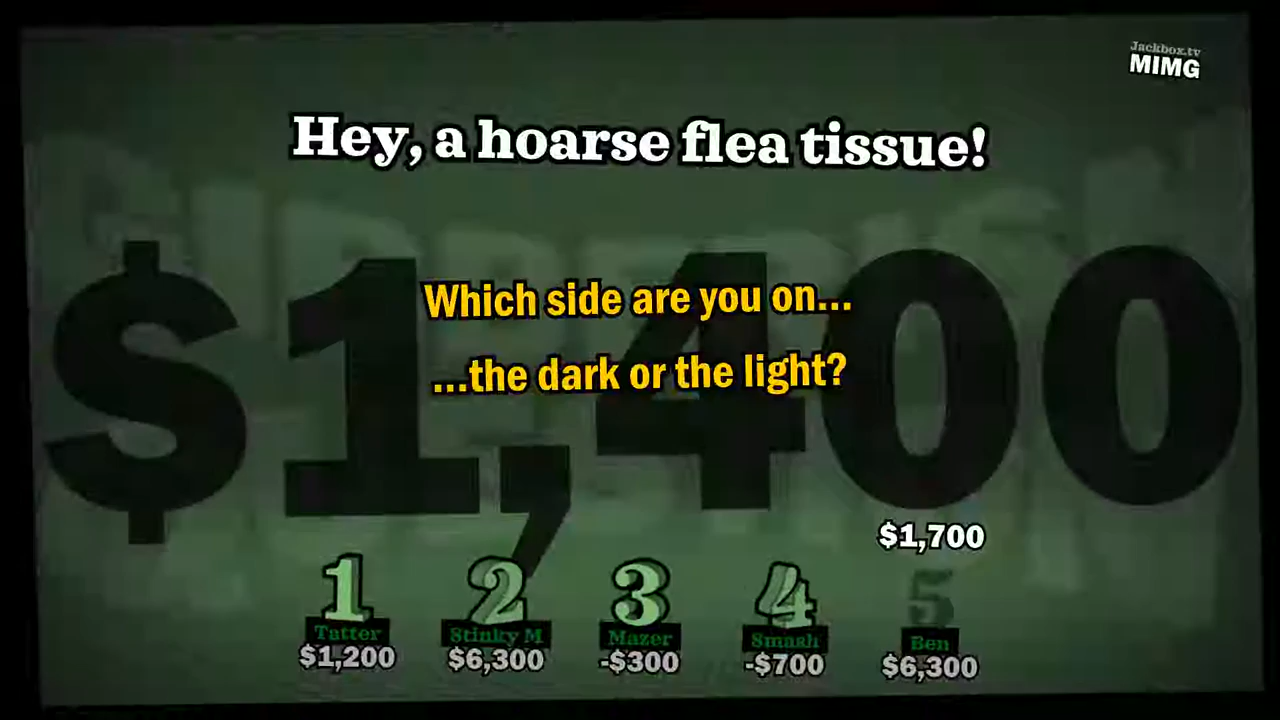 Jackbox.tv
MIMG
Hey, a hoarse flea tissue!
$1,400
Which side are you on...
...the dark or the light?
$1,700
1 2 3 4 5
Tatter Stinky M Mazer Smash Ben
$1,200 $6,300 -$300 -$700 $6,300